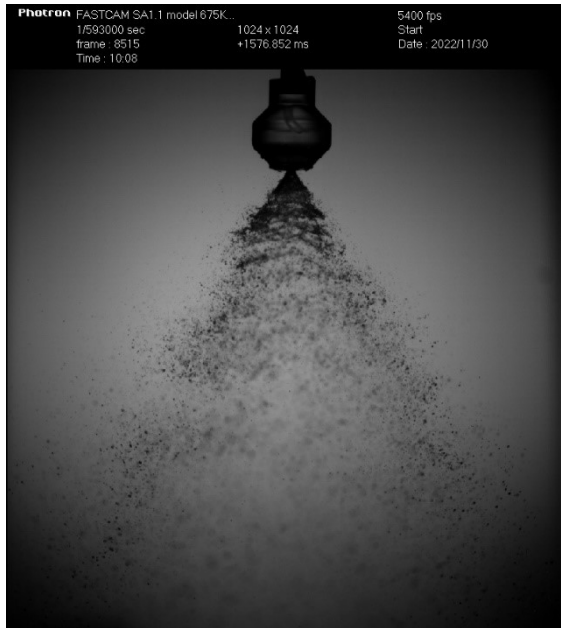 Photron FASTCAM SA1.1 model 675K... 5400 fps
1/593000 sec 1024 x 1024 Start
frame : 8515 +1576.852 ms Date : 2022/11/30
Time : 10:08